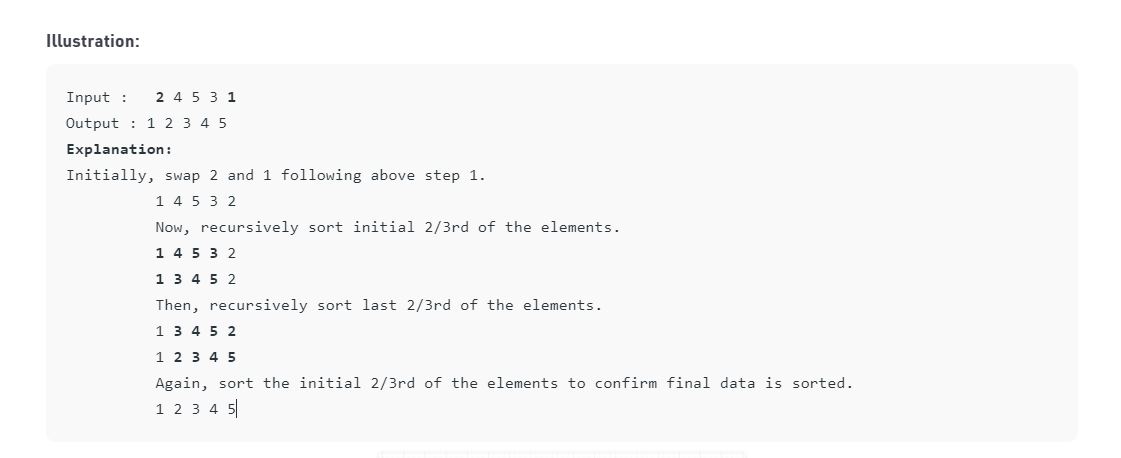 Illustration:
Input :   2 4 5 3 1
Output : 1 2 3 4 5
Explanation:
Initially, swap 2 and 1 following above step 1.
1 4 5 3 2
Now, recursively sort initial 2/3rd of the elements.
1 4 5 3 2
1 3 4 5 2
Then, recursively sort last 2/3rd of the elements.
1 3 4 5 2
1 2 3 4 5
Again, sort the initial 2/3rd of the elements to confirm final data is sorted.
1 2 3 4 5